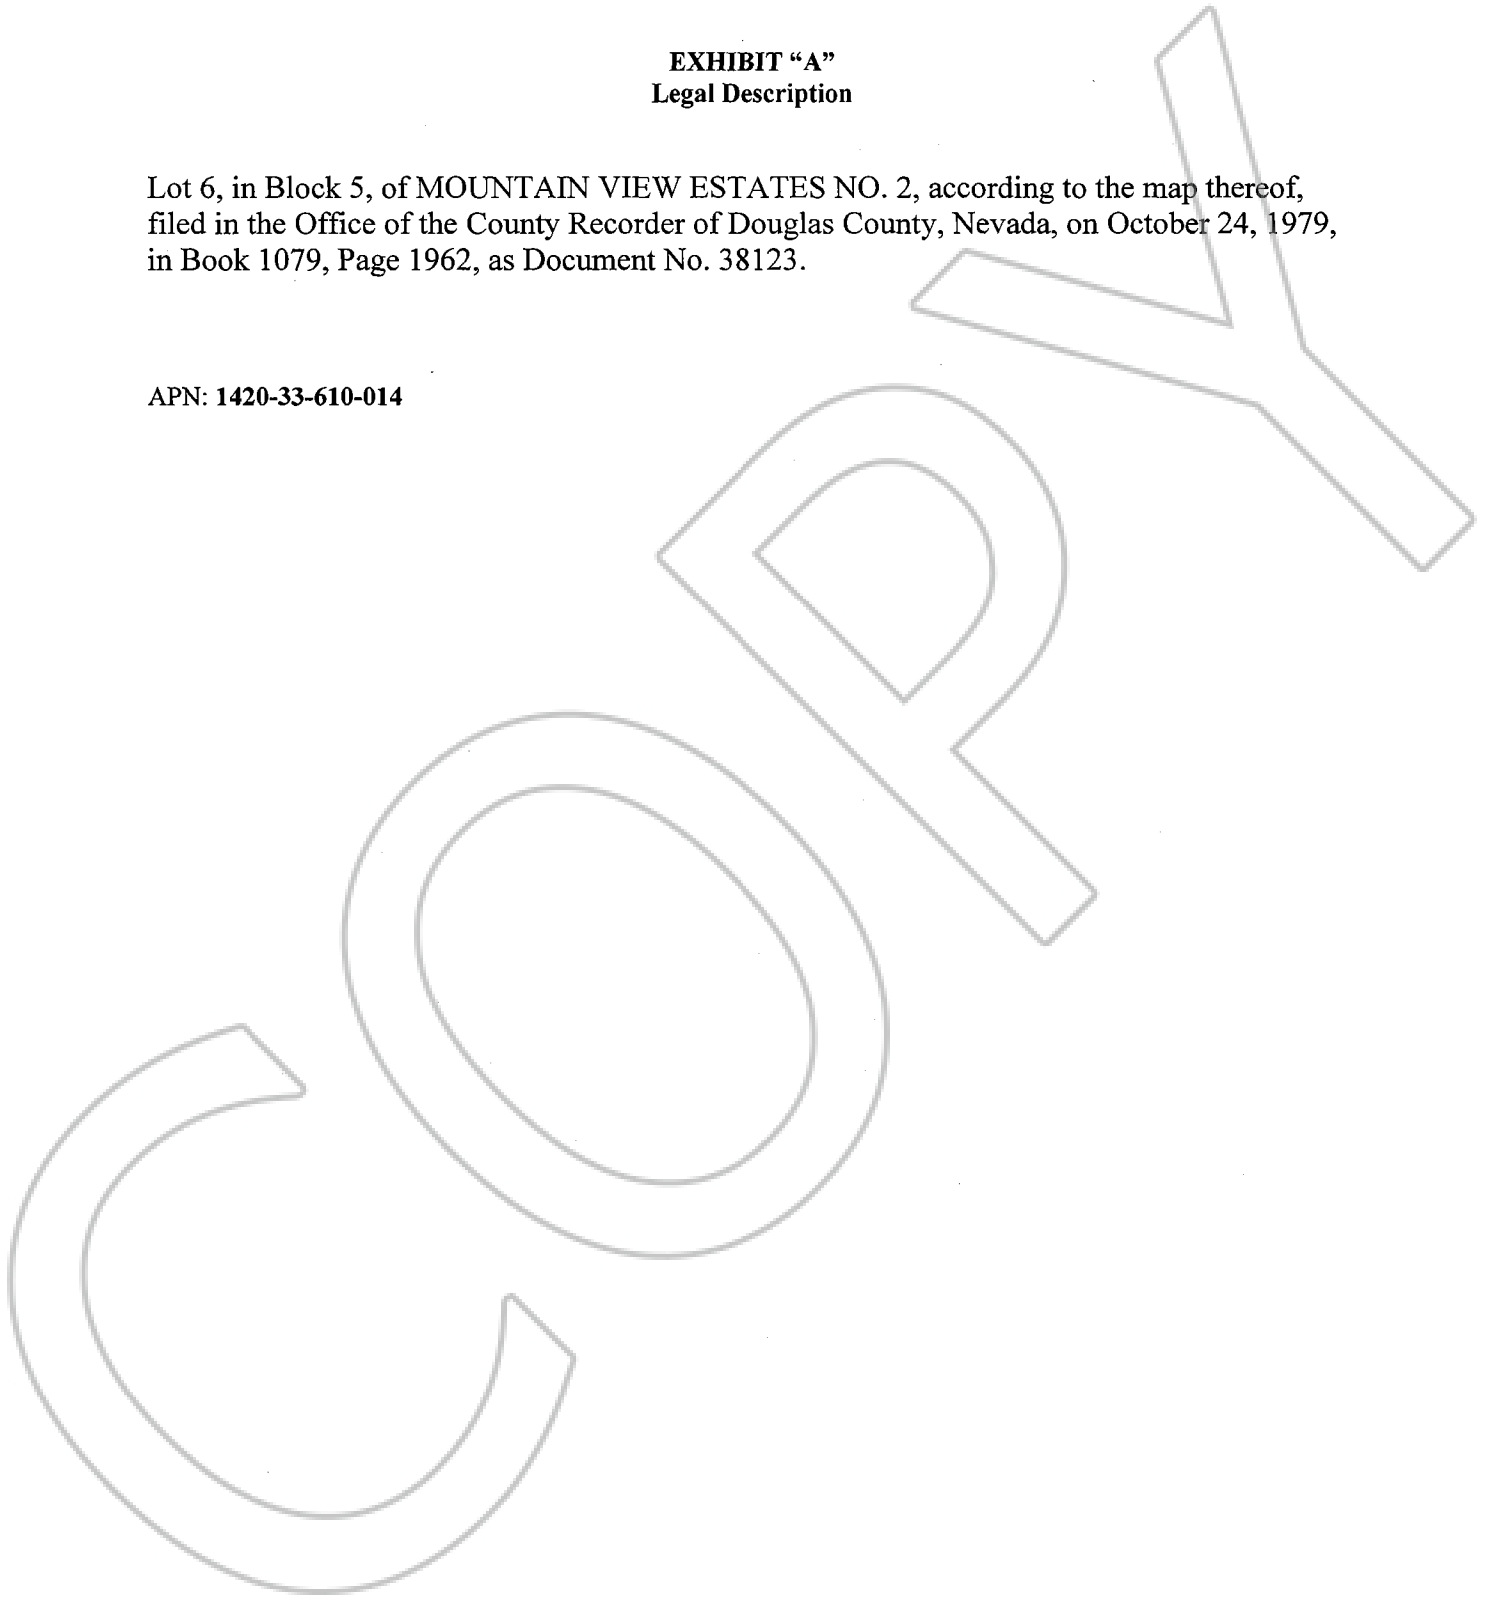 EXHIBIT “A”
Legal Description
Lot 6, in Block 5, of MOUNTAIN VIEW ESTATES NO. 2, according to the map thereof,
filed in the Office of the County Recorder of Douglas County, Nevada, on October 24, 1979,
in Book 1079, Page 1962, as Document No. 38123.
APN: 1420-33-610-014
COPY